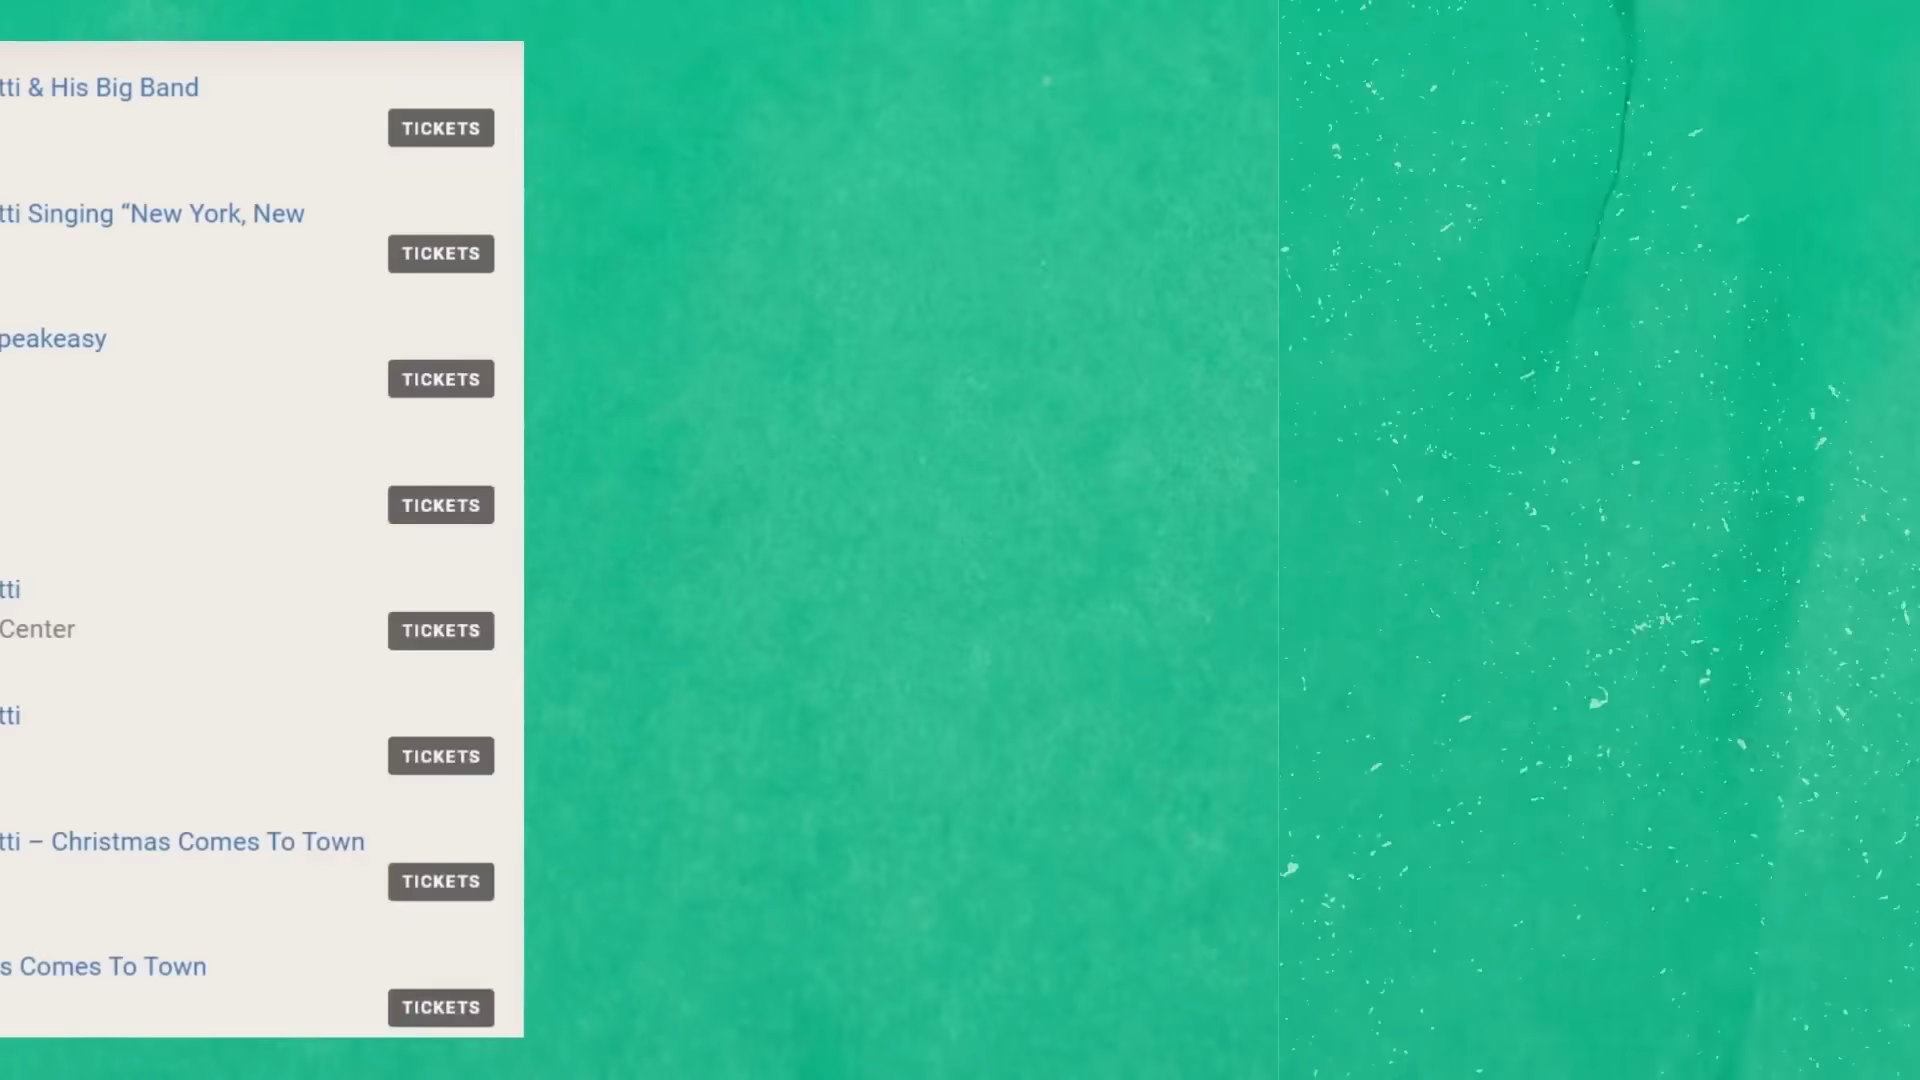 tti & His Big Band
TICKETS
tti Singing “New York, New
TICKETS
peakeasy
TICKETS
TICKETS
tti
Center
TICKETS
tti
TICKETS
tti – Christmas Comes To Town
TICKETS
s Comes To Town
TICKETS